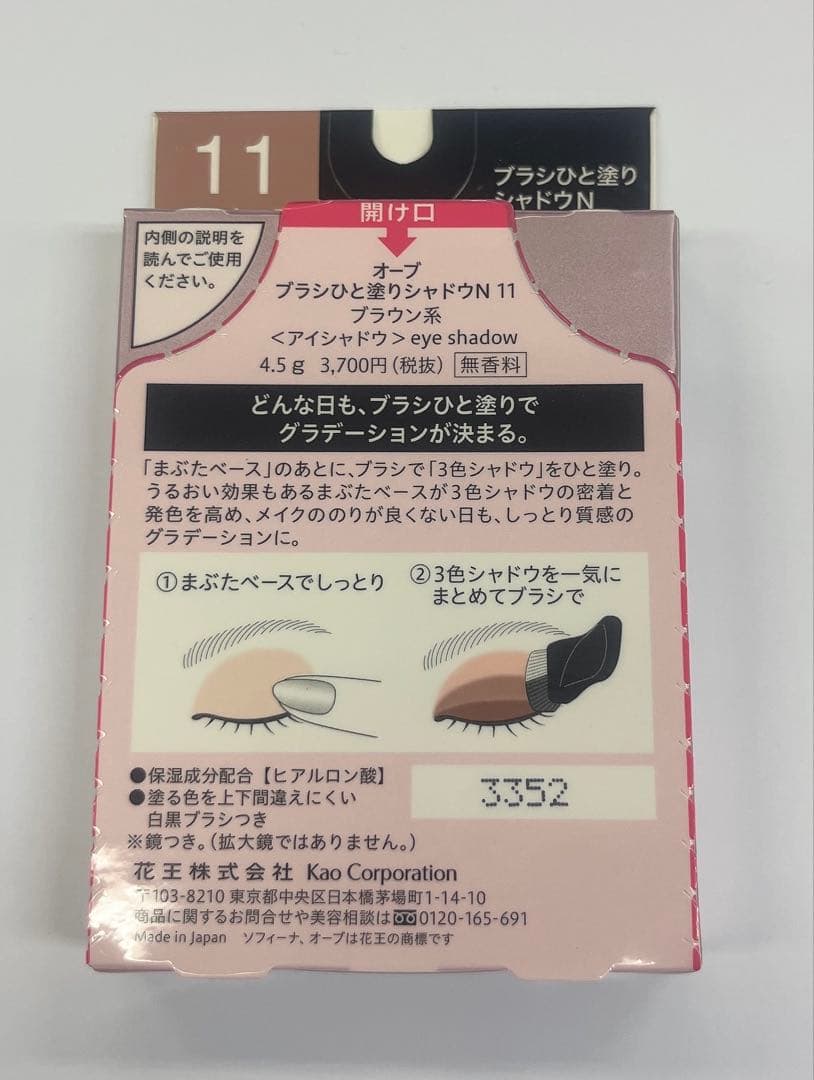 11
ブラシひと塗り
シャドウN
開け口
内側の説明を
読んでご使用
ください。
オーブ
ブラシひと塗りシャドウN 11
ブラウン系
＜アイシャドウ＞eye shadow
4.5g 3,700円(税抜) 無香料
どんな日も、ブラシひと塗りで
グラデーションが決まる。
「まぶたベース」のあとに、ブラシで「3色シャドウ」をひと塗り。
うるおい効果もあるまぶたベースが3色シャドウの密着と
発色を高め、メイクののりが良くない日も、しっとり質感の
グラデーションに。
①まぶたベースでしっとり
②3色シャドウを一気に
まとめてブラシで
●保湿成分配合【ヒアルロン酸】
●塗る色を上下間違えにくい
白黒ブラシつき
※鏡つき。(拡大鏡ではありません。)
3352
花王株式会社 Kao Corporation
〒103-8210 東京都中央区日本橋茅場町1-14-10
商品に関するお問合せや美容相談は 0120-165-691
Made in Japan ソフィーナ、オーブは花王の商標です